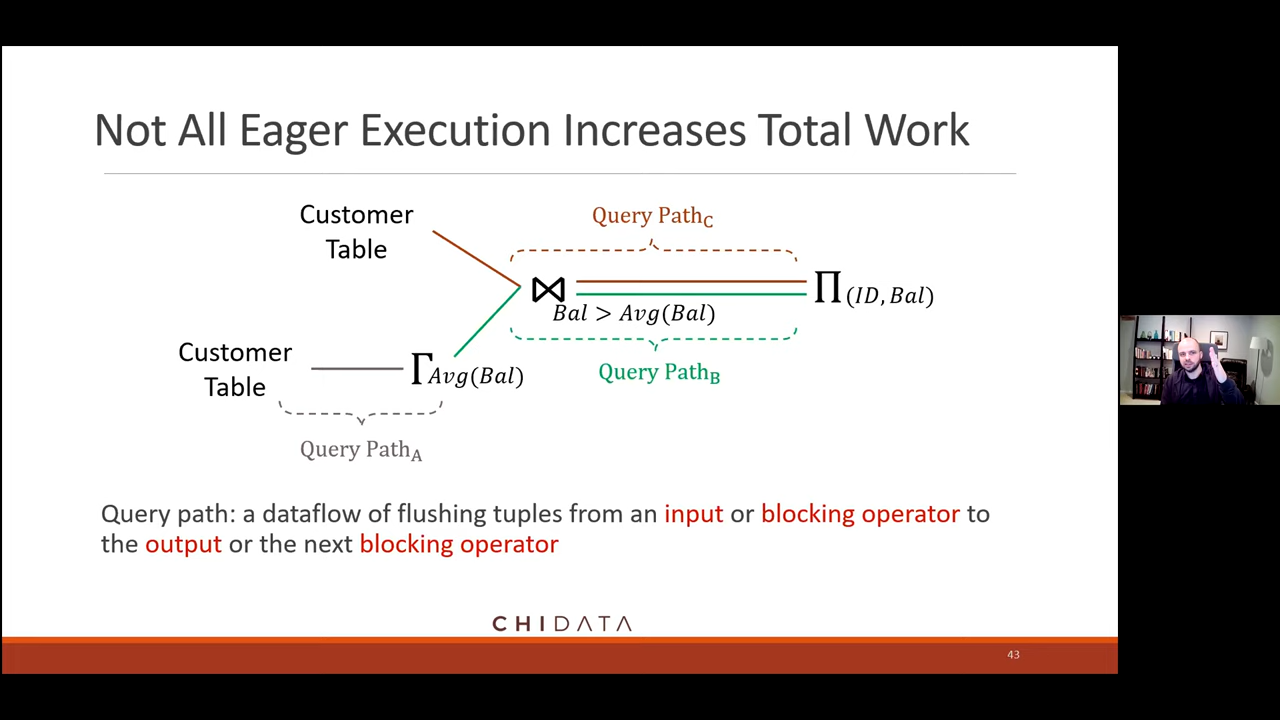 Not All Eager Execution Increases Total Work
Customer
Table
Query Path_C
⋈
Π_(ID, Bal)
Bal > Avg(Bal)
Customer
Table
Γ_Avg(Bal)
Query Path_B
Query Path_A
Query path: a dataflow of flushing tuples from an input or blocking operator to
the output or the next blocking operator
CHIDATA
43